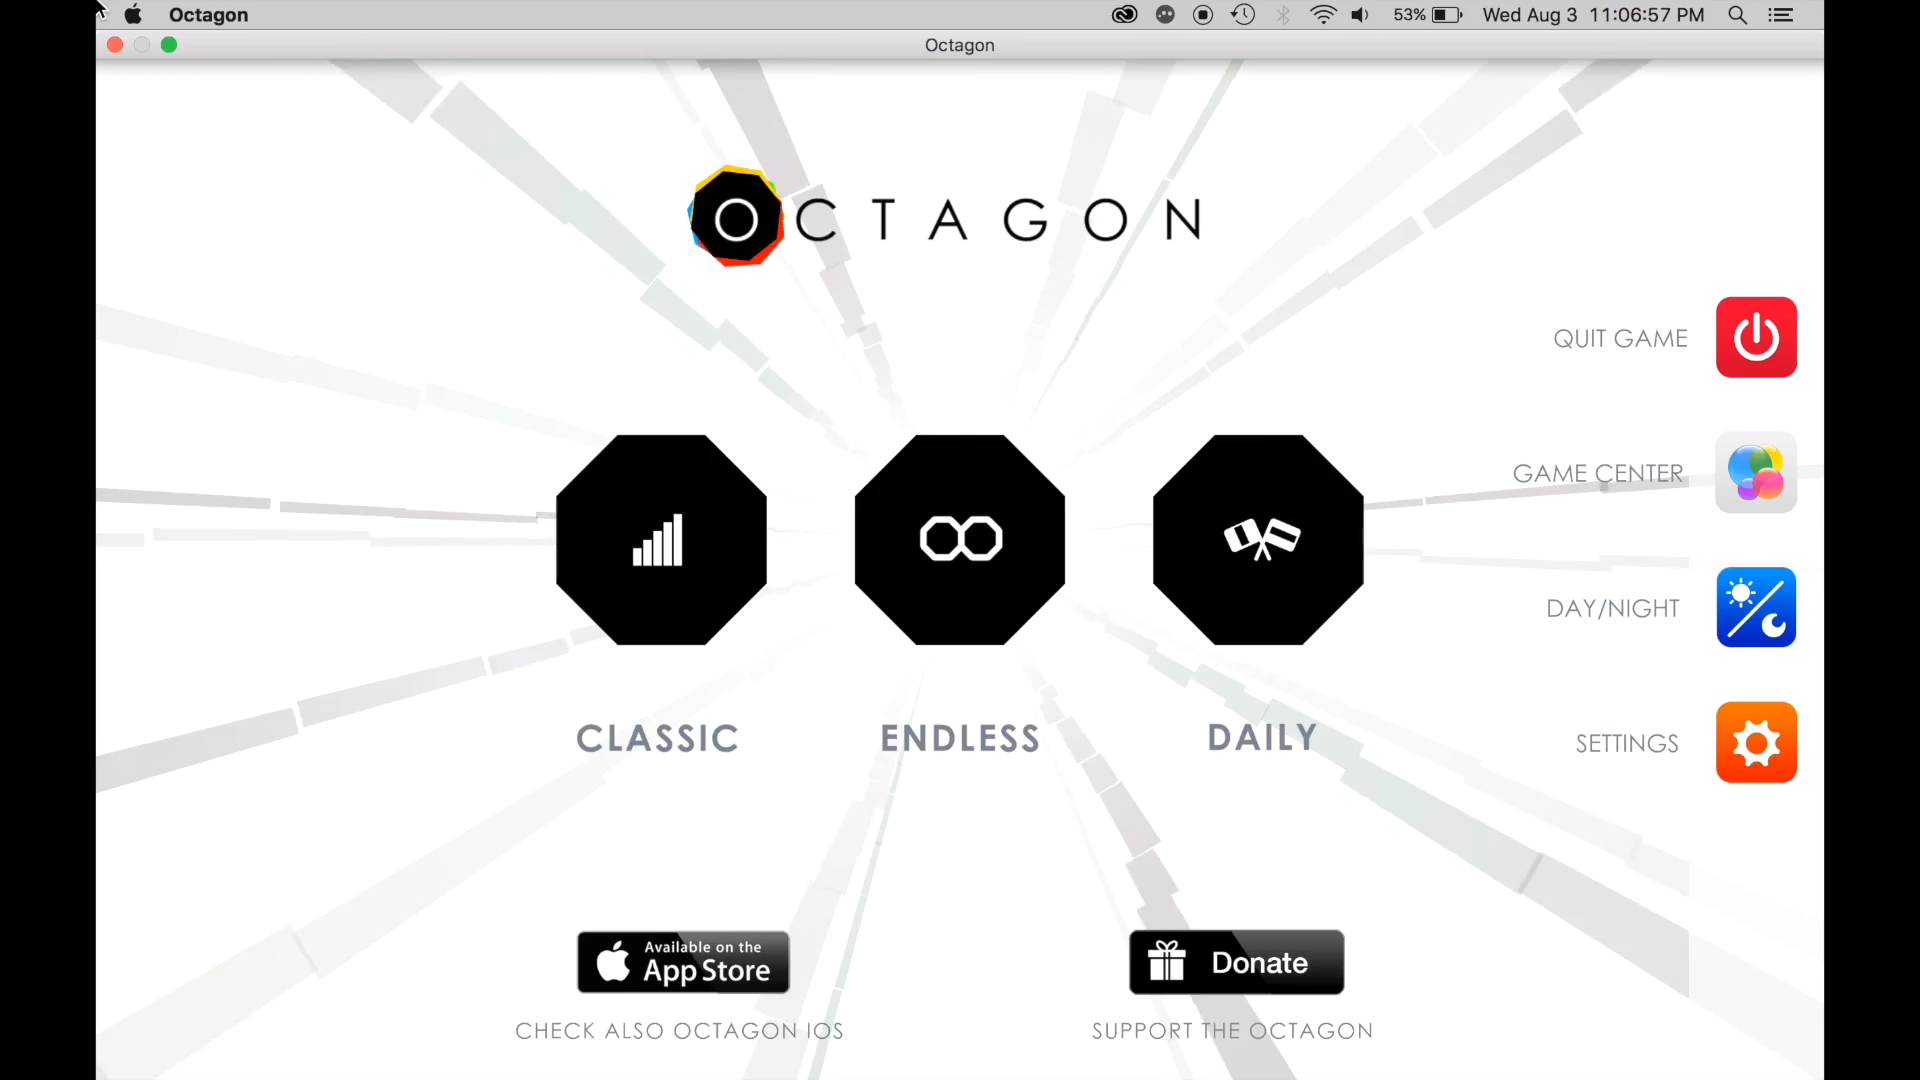 Octagon
53%
Wed Aug 3 11:06:57 PM
Octagon
OCTAGON
QUIT GAME
GAME CENTER
DAY/NIGHT
SETTINGS
CLASSIC
ENDLESS
DAILY
Available on the
App Store
Donate
CHECK ALSO OCTAGON IOS
SUPPORT THE OCTAGON